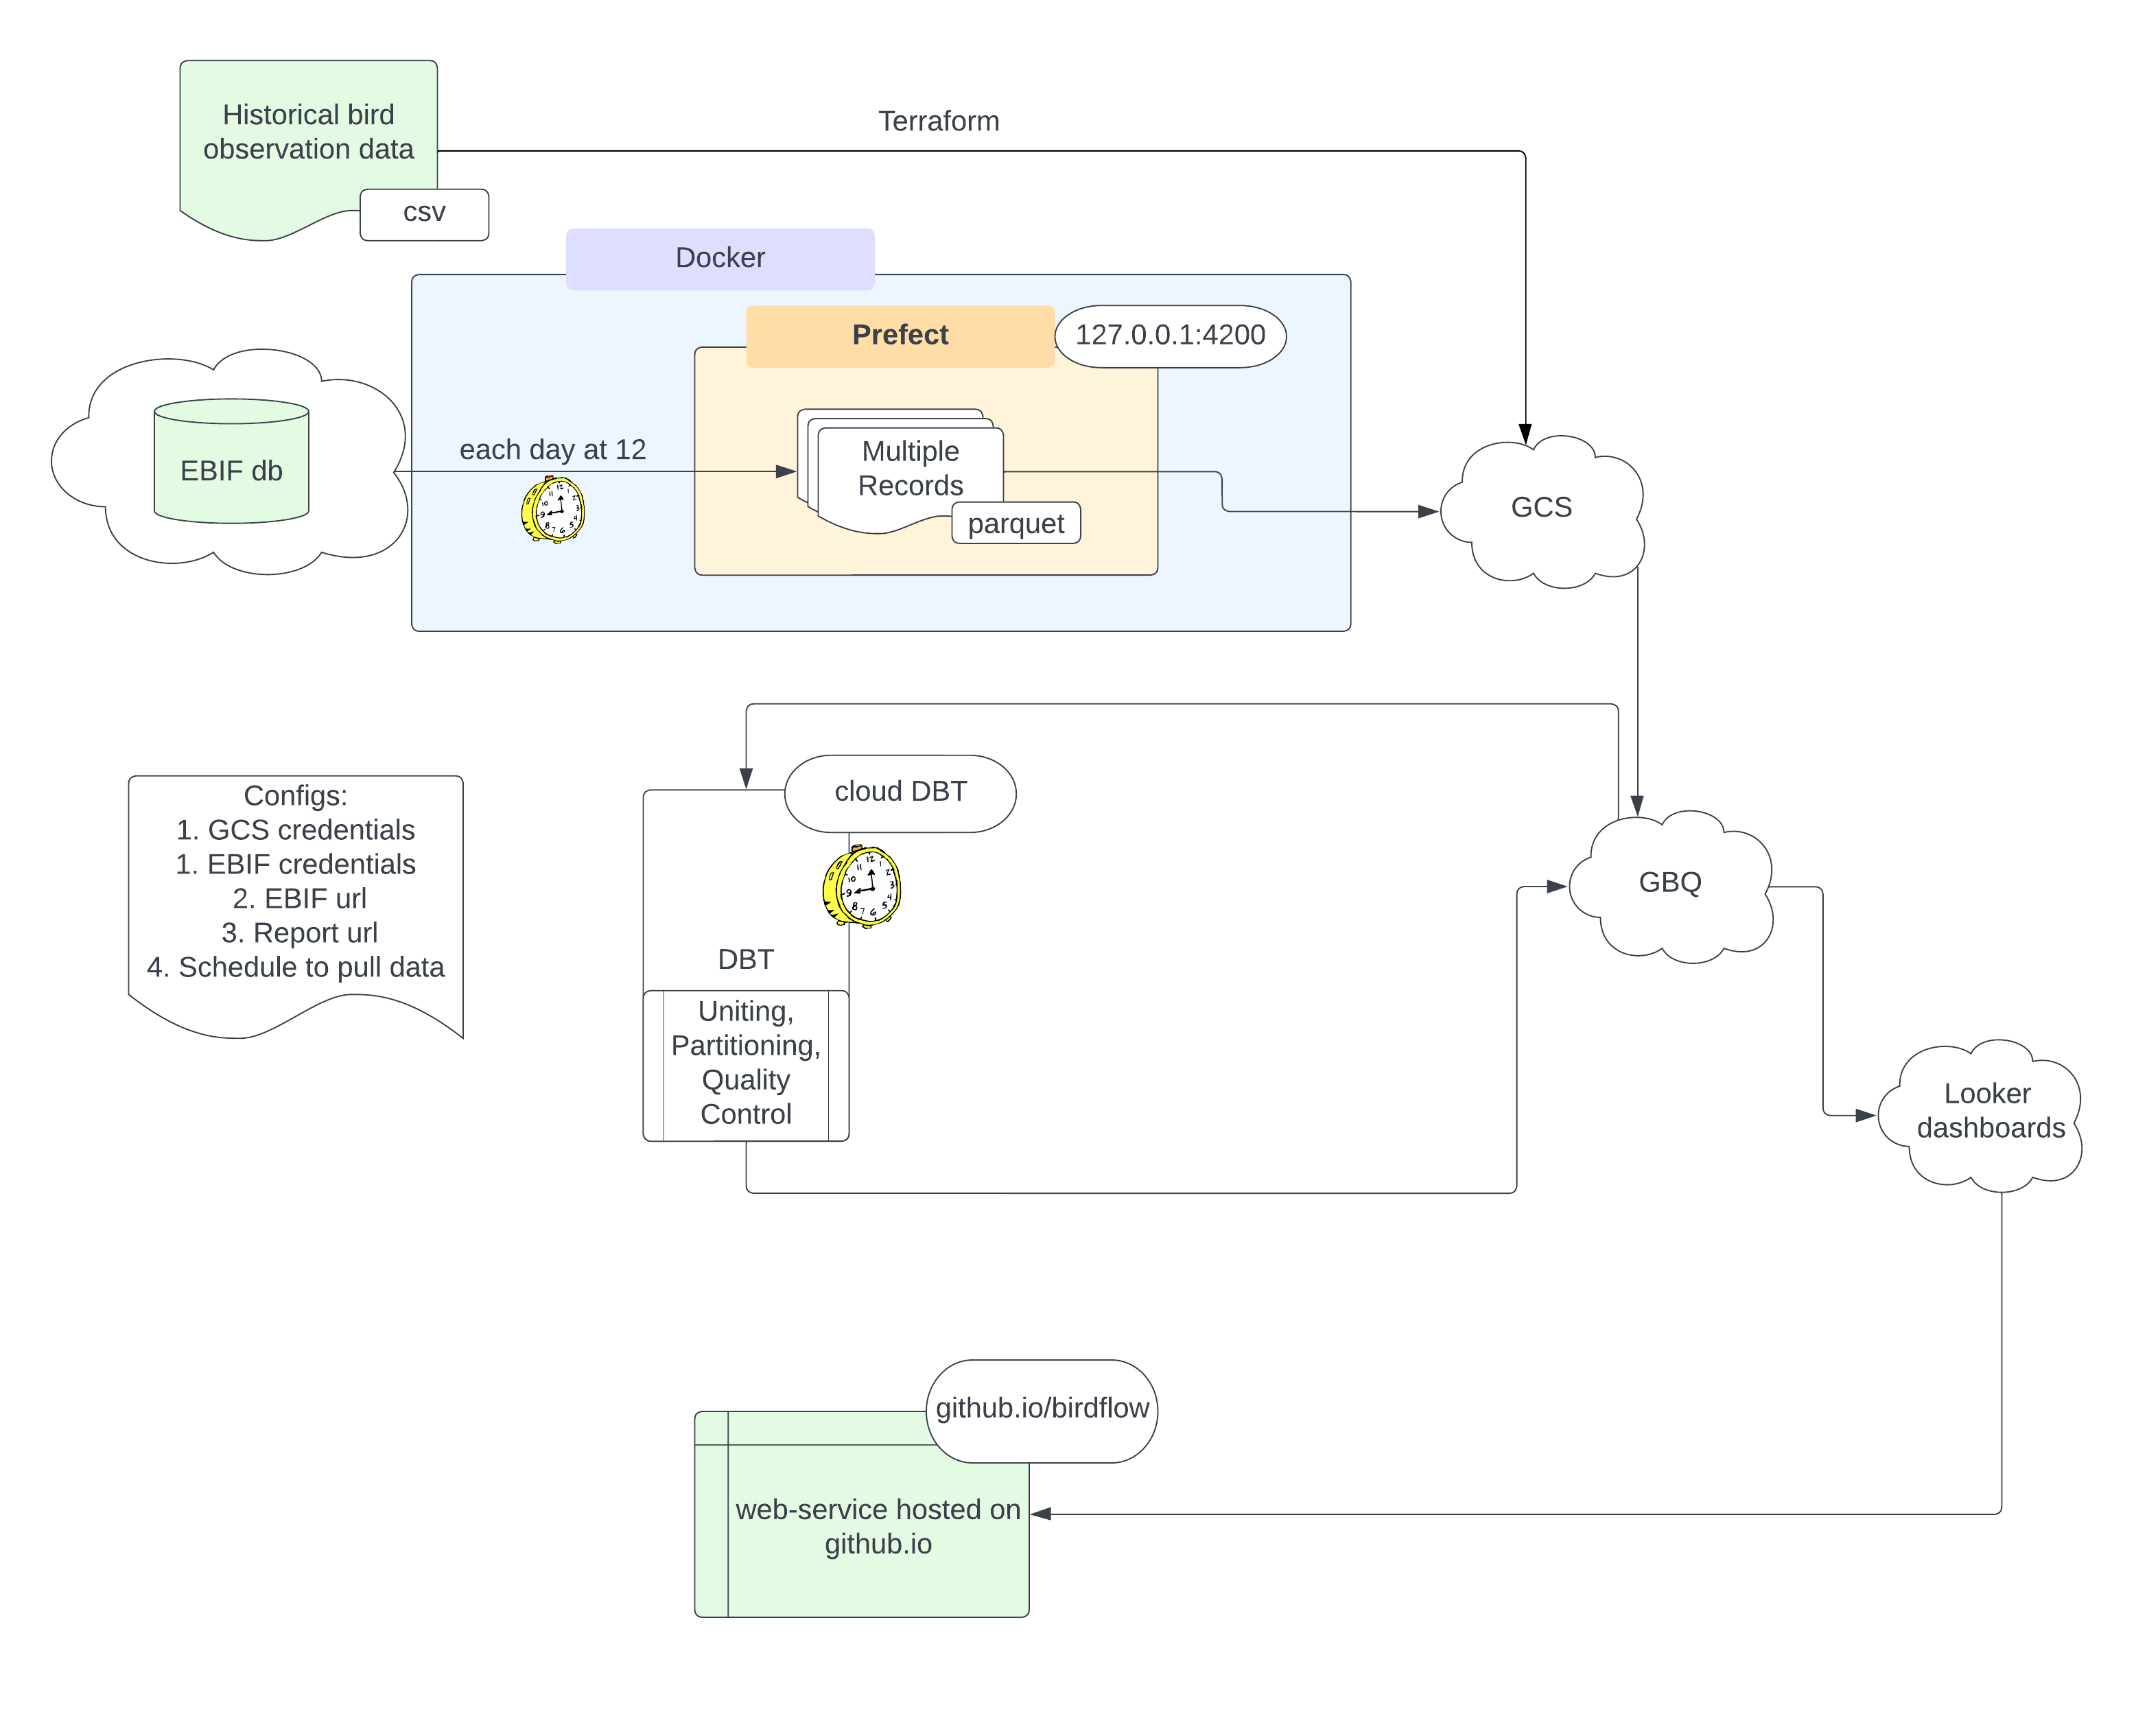 Historical bird
observation data
csv
Terraform
Docker
Prefect
127.0.0.1:4200
EBIF db
each day at 12
Multiple
Records
parquet
GCS
Configs:
1. GCS credentials
1. EBIF credentials
2. EBIF url
3. Report url
4. Schedule to pull data
cloud DBT
DBT
Uniting,
Partitioning,
Quality
Control
GBQ
Looker
dashboards
github.io/birdflow
web-service hosted on
github.io